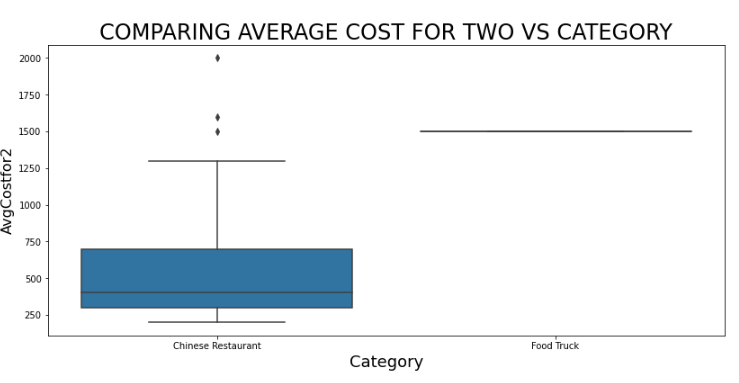 COMPARING AVERAGE COST FOR TWO VS CATEGORY
2000
1750
1500
1250
1000
750
500
250
AvgCostfor2
Chinese Restaurant Food Truck
Category